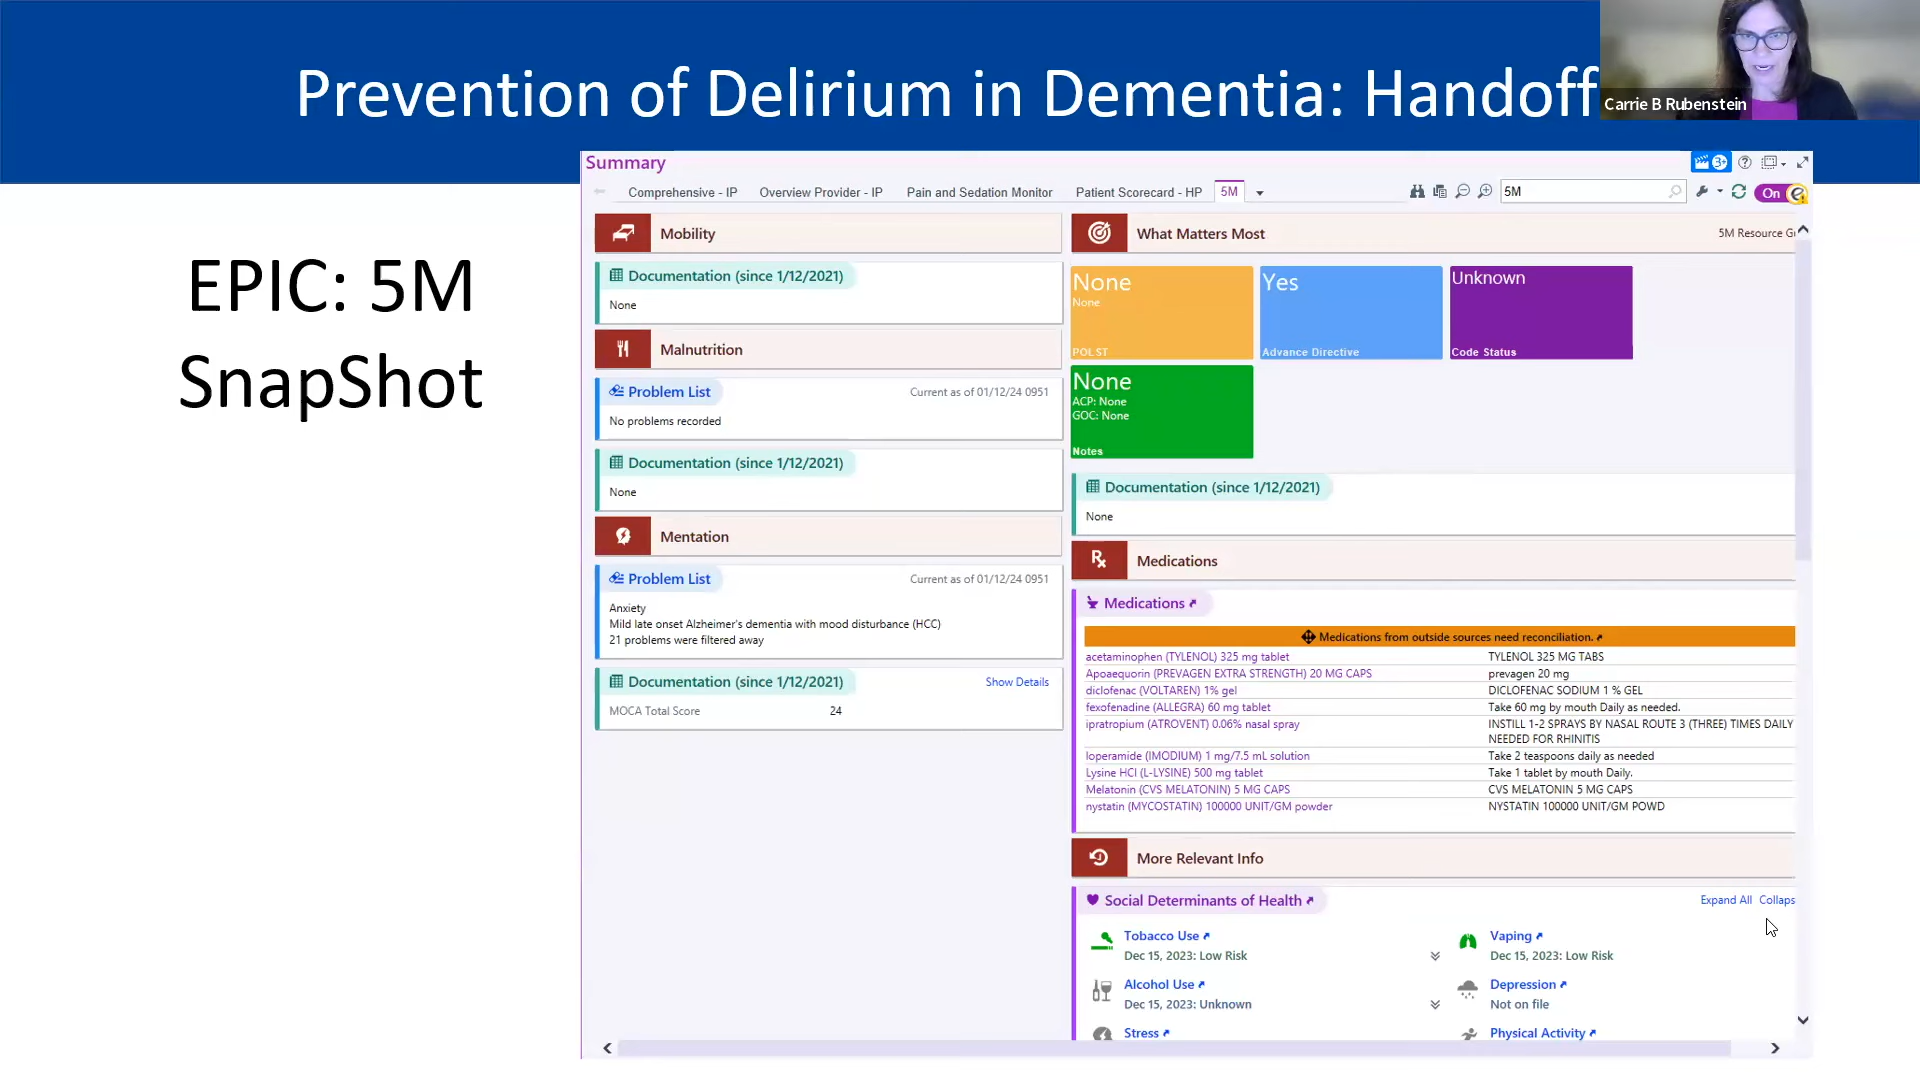 Prevention of Delirium in Dementia: Handoff
Carrie B Rubenstein
EPIC: 5M
SnapShot
Summary
3+
Comprehensive - IP
Overview Provider - IP
Pain and Sedation Monitor
Patient Scorecard - HP
5M
5M
On
Mobility
Documentation (since 1/12/2021)
None
Malnutrition
Problem List
Current as of 01/12/24 0951
No problems recorded
Documentation (since 1/12/2021)
None
Mentation
Problem List
Current as of 01/12/24 0951
Anxiety
Mild late onset Alzheimer's dementia with mood disturbance (HCC)
21 problems were filtered away
Documentation (since 1/12/2021)
Show Details
MOCA Total Score 24
What Matters Most
5M Resource G
None
None
POLST
Yes
Advance Directive
Unknown
Code Status
None
ACP: None
GOC: None
Notes
Documentation (since 1/12/2021)
None
Medications
Medications
Medications from outside sources need reconciliation.
acetaminophen (TYLENOL) 325 mg tablet TYLENOL 325 MG TABS
Apoaequorin (PREVAGEN EXTRA STRENGTH) 20 MG CAPS prevagen 20 mg
diclofenac (VOLTAREN) 1% gel DICLOFENAC SODIUM 1 % GEL
fexofenadine (ALLEGRA) 60 mg tablet Take 60 mg by mouth Daily as needed.
ipratropium (ATROVENT) 0.06% nasal spray INSTILL 1-2 SPRAYS BY NASAL ROUTE 3 (THREE) TIMES DAILY
NEEDED FOR RHINITIS
loperamide (IMODIUM) 1 mg/7.5 mL solution Take 2 teaspoons daily as needed
Lysine HCl (L-LYSINE) 500 mg tablet Take 1 tablet by mouth Daily.
Melatonin (CVS MELATONIN) 5 MG CAPS CVS MELATONIN 5 MG CAPS
nystatin (MYCOSTATIN) 100000 UNIT/GM powder NYSTATIN 100000 UNIT/GM POWD
More Relevant Info
Social Determinants of Health
Expand All Collaps
Tobacco Use
Dec 15, 2023: Low Risk
Vaping
Dec 15, 2023: Low Risk
Alcohol Use
Dec 15, 2023: Unknown
Depression
Not on file
Stress
Physical Activity